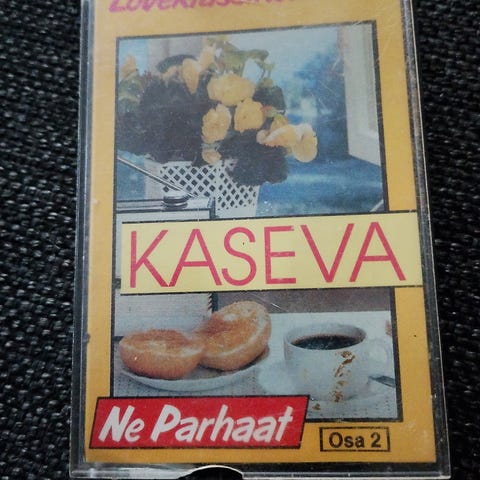 KASEVA
Ne Parhaat
Osa 2